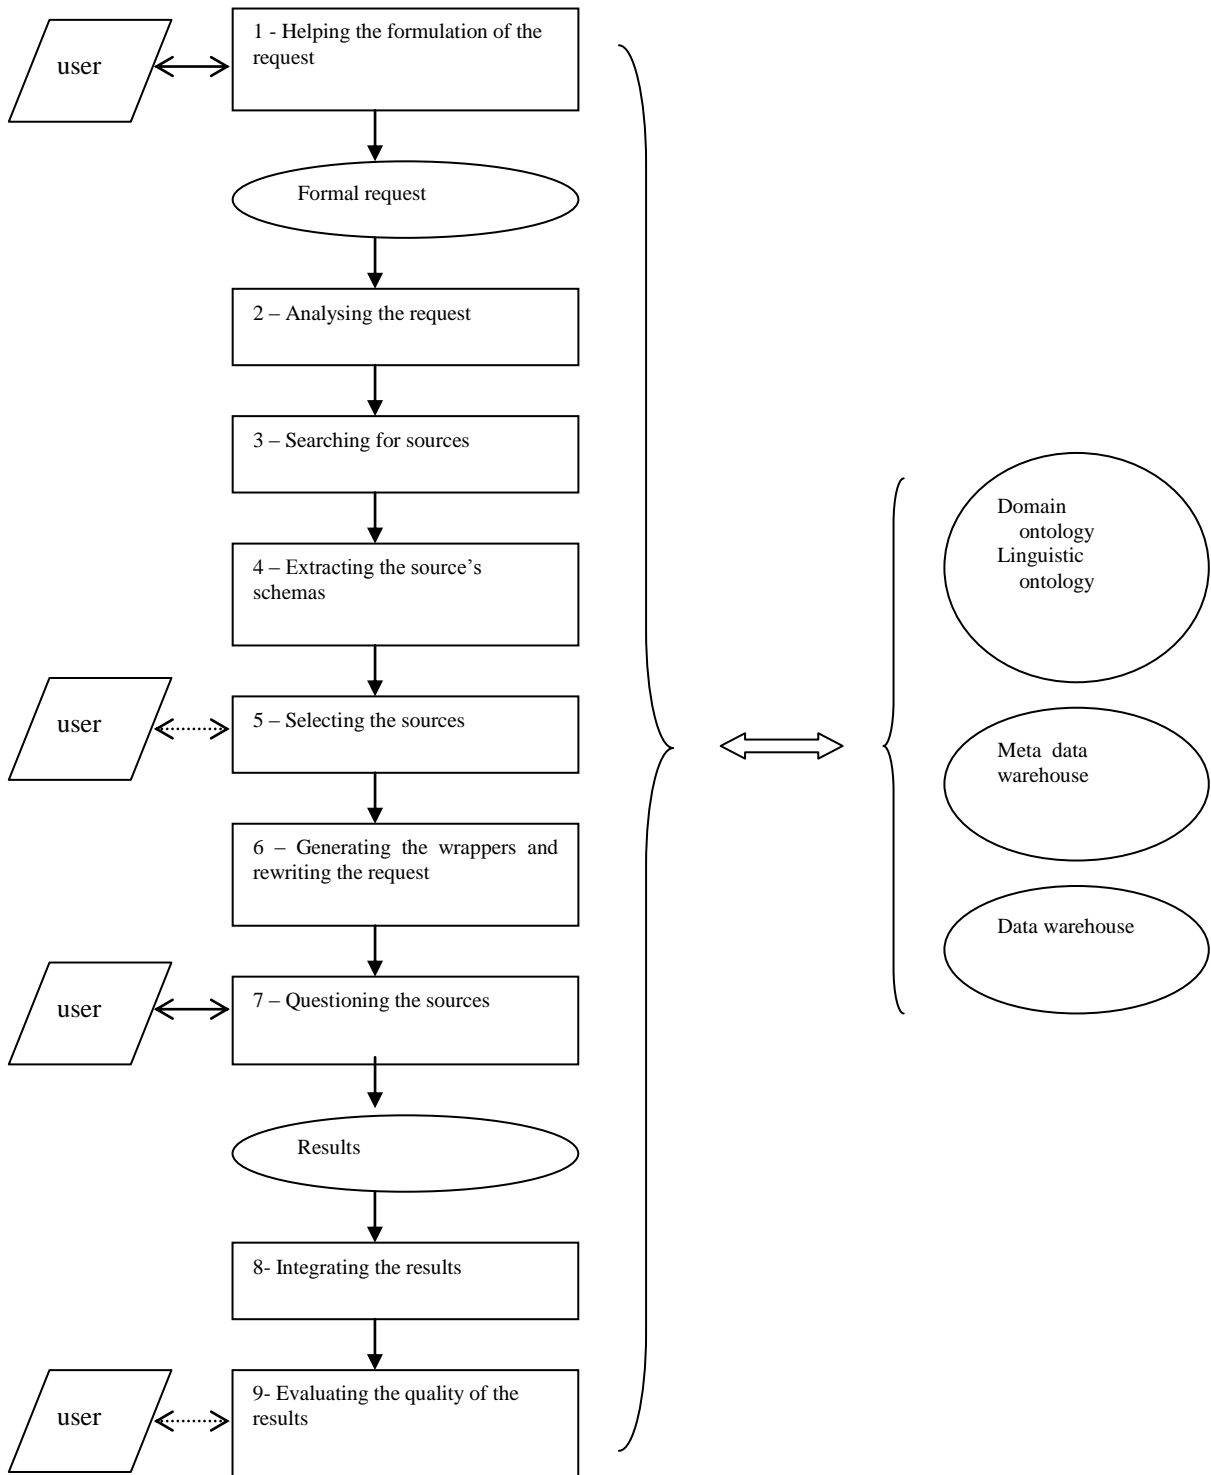 user
1 - Helping the formulation of the
request
Formal request
2 – Analysing the request
3 – Searching for sources
4 – Extracting the source’s
schemas
user
5 – Selecting the sources
6 – Generating the wrappers and
rewriting the request
user
7 – Questioning the sources
Results
8- Integrating the results
user
9- Evaluating the quality of the
results
Domain
ontology
Linguistic
ontology
Meta data
warehouse
Data warehouse